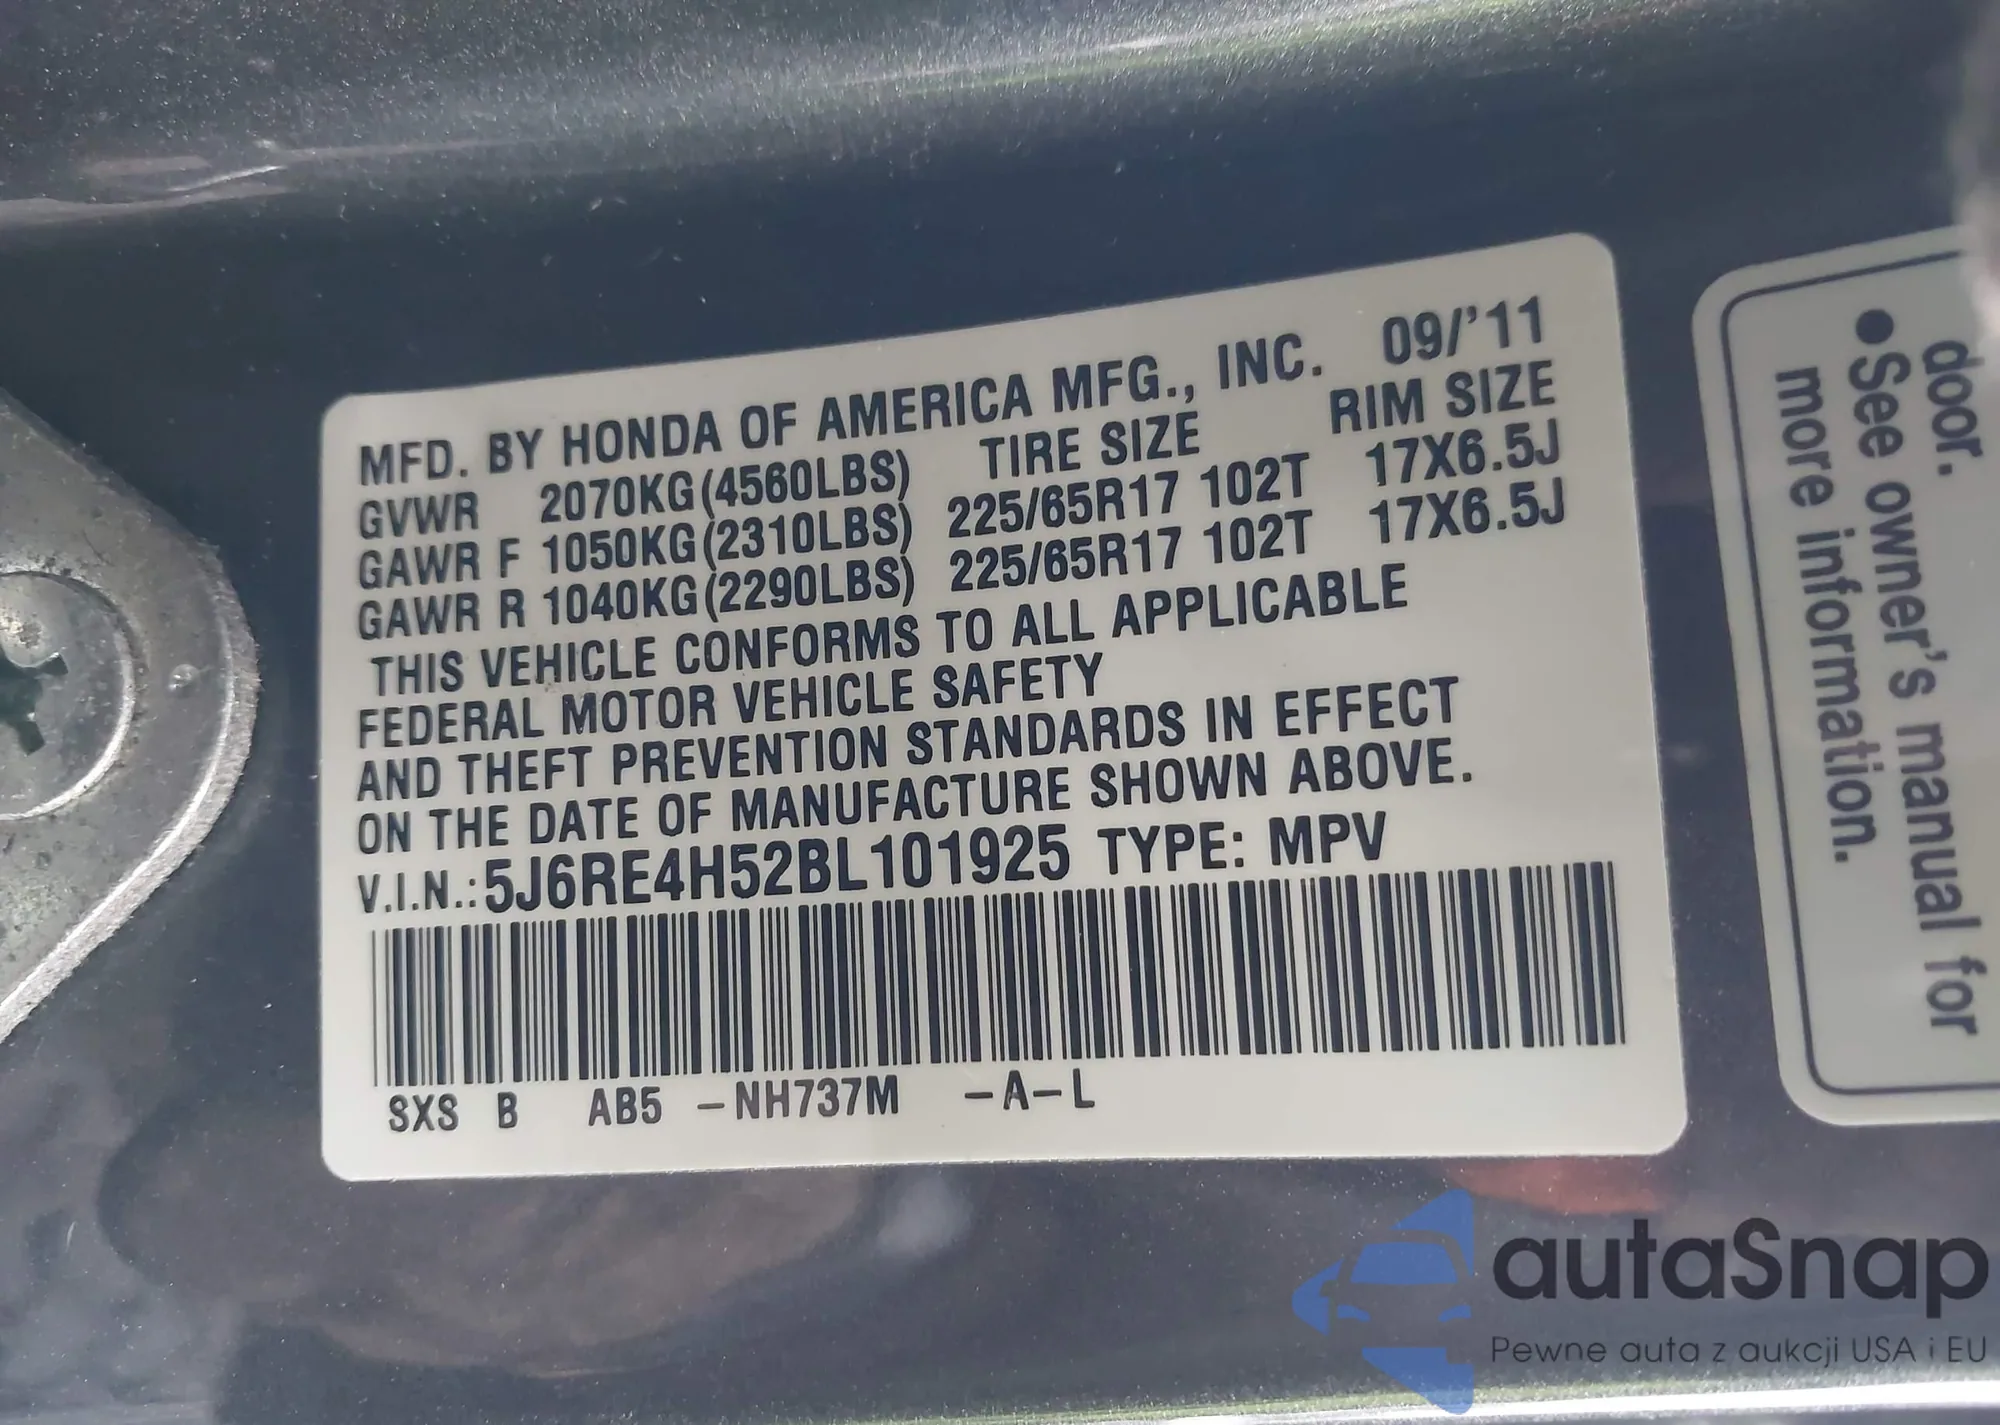 MFD. BY HONDA OF AMERICA MFG., INC. 09/'11
GVWR 2070KG(4560LBS) TIRE SIZE RIM SIZE
GAWR F 1050KG(2310LBS) 225/65R17 102T 17X6.5J
GAWR R 1040KG(2290LBS) 225/65R17 102T 17X6.5J
THIS VEHICLE CONFORMS TO ALL APPLICABLE
FEDERAL MOTOR VEHICLE SAFETY
AND THEFT PREVENTION STANDARDS IN EFFECT
ON THE DATE OF MANUFACTURE SHOWN ABOVE.
V.I.N.:5J6RE4H52BL101925 TYPE: MPV
SXS B AB5 –NH737M –A–L
door.
●See owner's manual for
more information.
autaSnap
Pewne auta z aukcji USA i EU